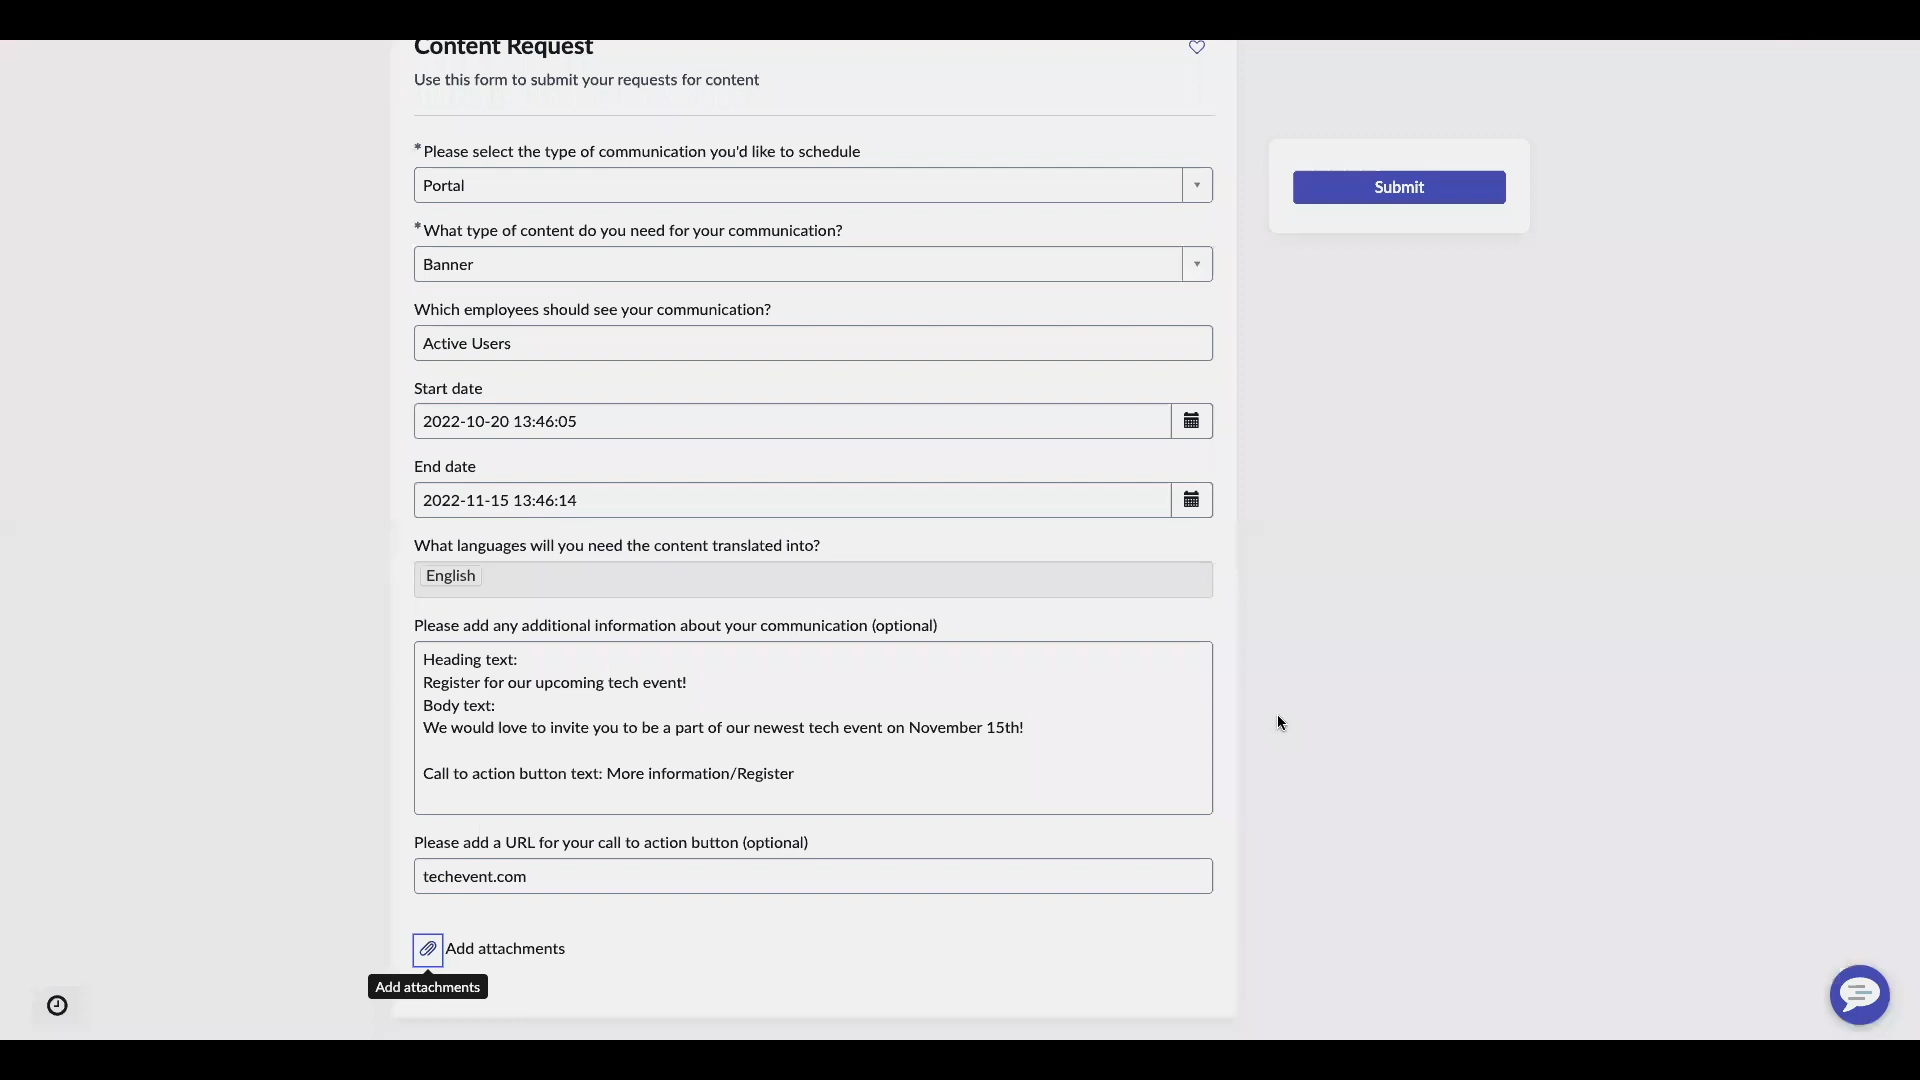 Content Request
Use this form to submit your requests for content
*Please select the type of communication you'd like to schedule
Portal
Submit
*What type of content do you need for your communication?
Banner
Which employees should see your communication?
Active Users
Start date
2022-10-20 13:46:05
End date
2022-11-15 13:46:14
What languages will you need the content translated into?
English
Please add any additional information about your communication (optional)
Heading text:
Register for our upcoming tech event!
Body text:
We would love to invite you to be a part of our newest tech event on November 15th!
Call to action button text: More information/Register
Please add a URL for your call to action button (optional)
techevent.com
Add attachments
Add attachments